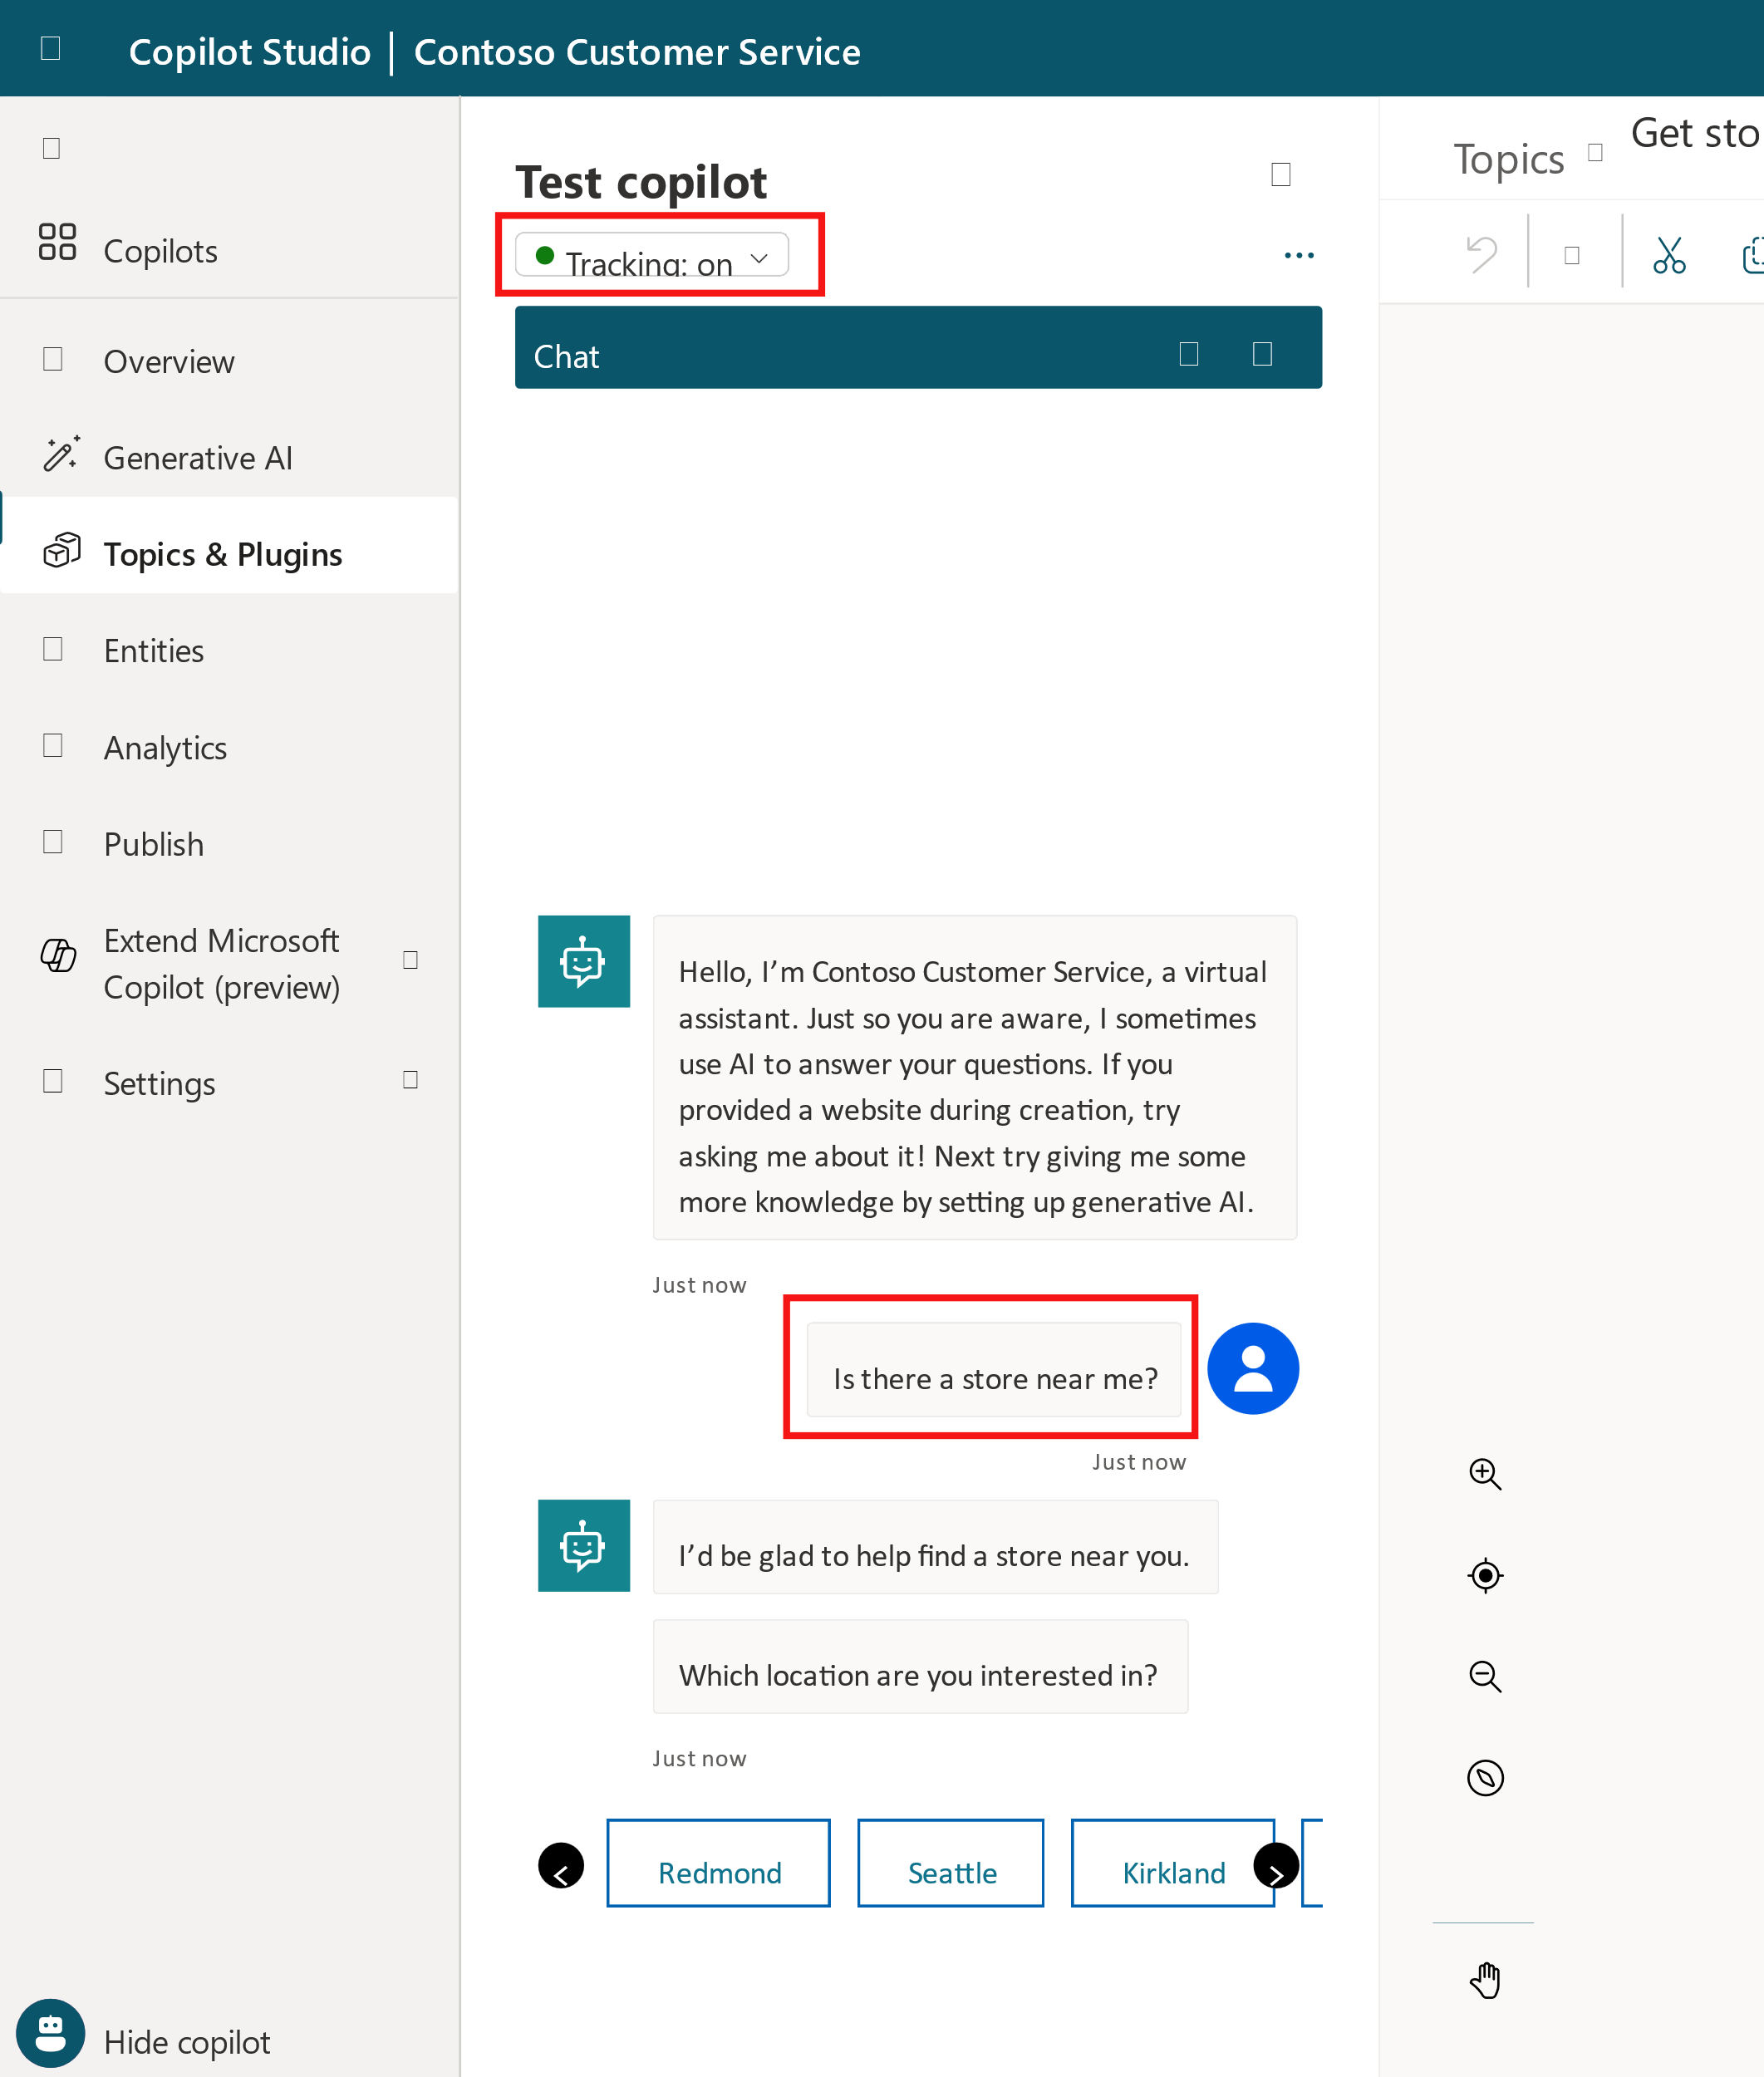 Copilot Studio | Contoso Customer Service
Copilots
Overview
Generative AI
Topics & Plugins
Entities
Analytics
Publish
Extend Microsoft
Copilot (preview)
Settings
Hide copilot
Test copilot
Tracking: on
Chat
Hello, I’m Contoso Customer Service, a virtual
assistant. Just so you are aware, I sometimes
use AI to answer your questions. If you
provided a website during creation, try
asking me about it! Next try giving me some
more knowledge by setting up generative AI.
Just now
Is there a store near me?
Just now
I’d be glad to help find a store near you.
Which location are you interested in?
Just now
Redmond
Seattle
Kirkland
Topics
Get sto